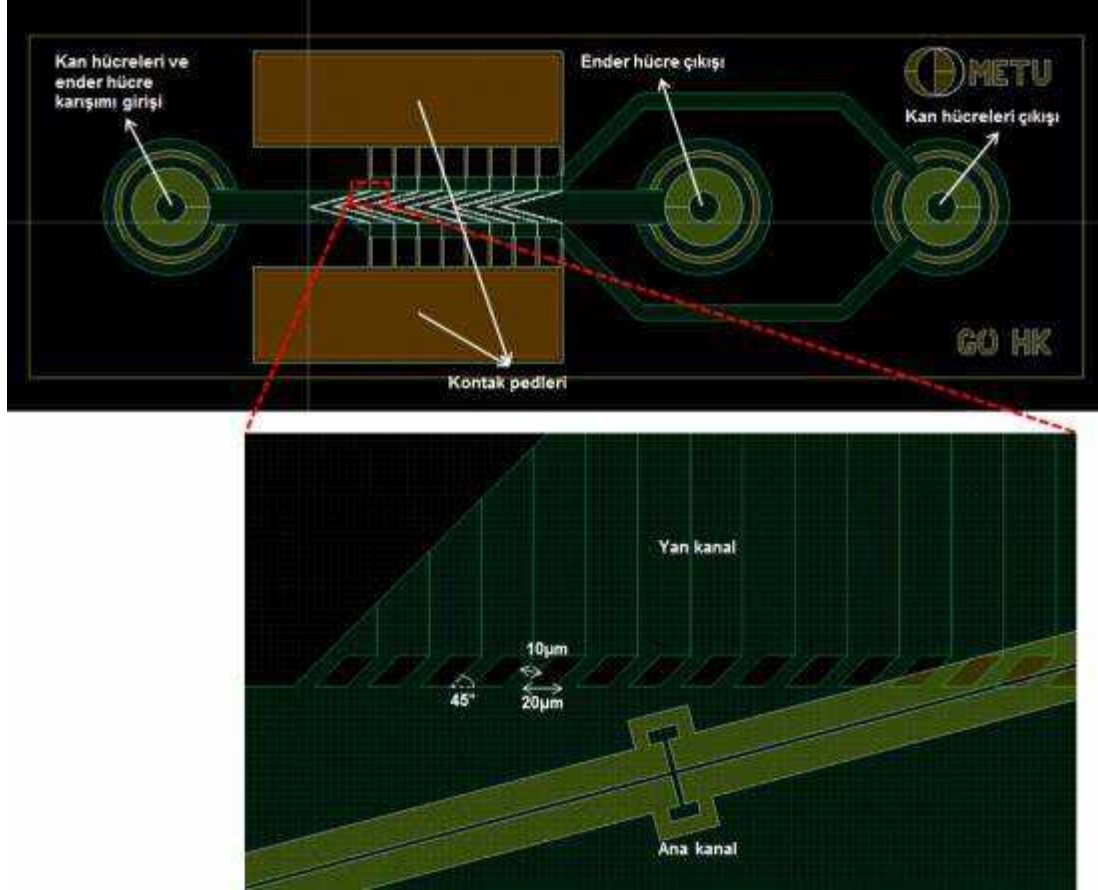 Kan hücreleri ve
ender hücre
karışımı girişi
Ender hücre çıkışı
METU
Kan hücreleri çıkışı
GO HK
Kontak pedleri
Yan kanal
10µm
45°
20µm
Ana kanal